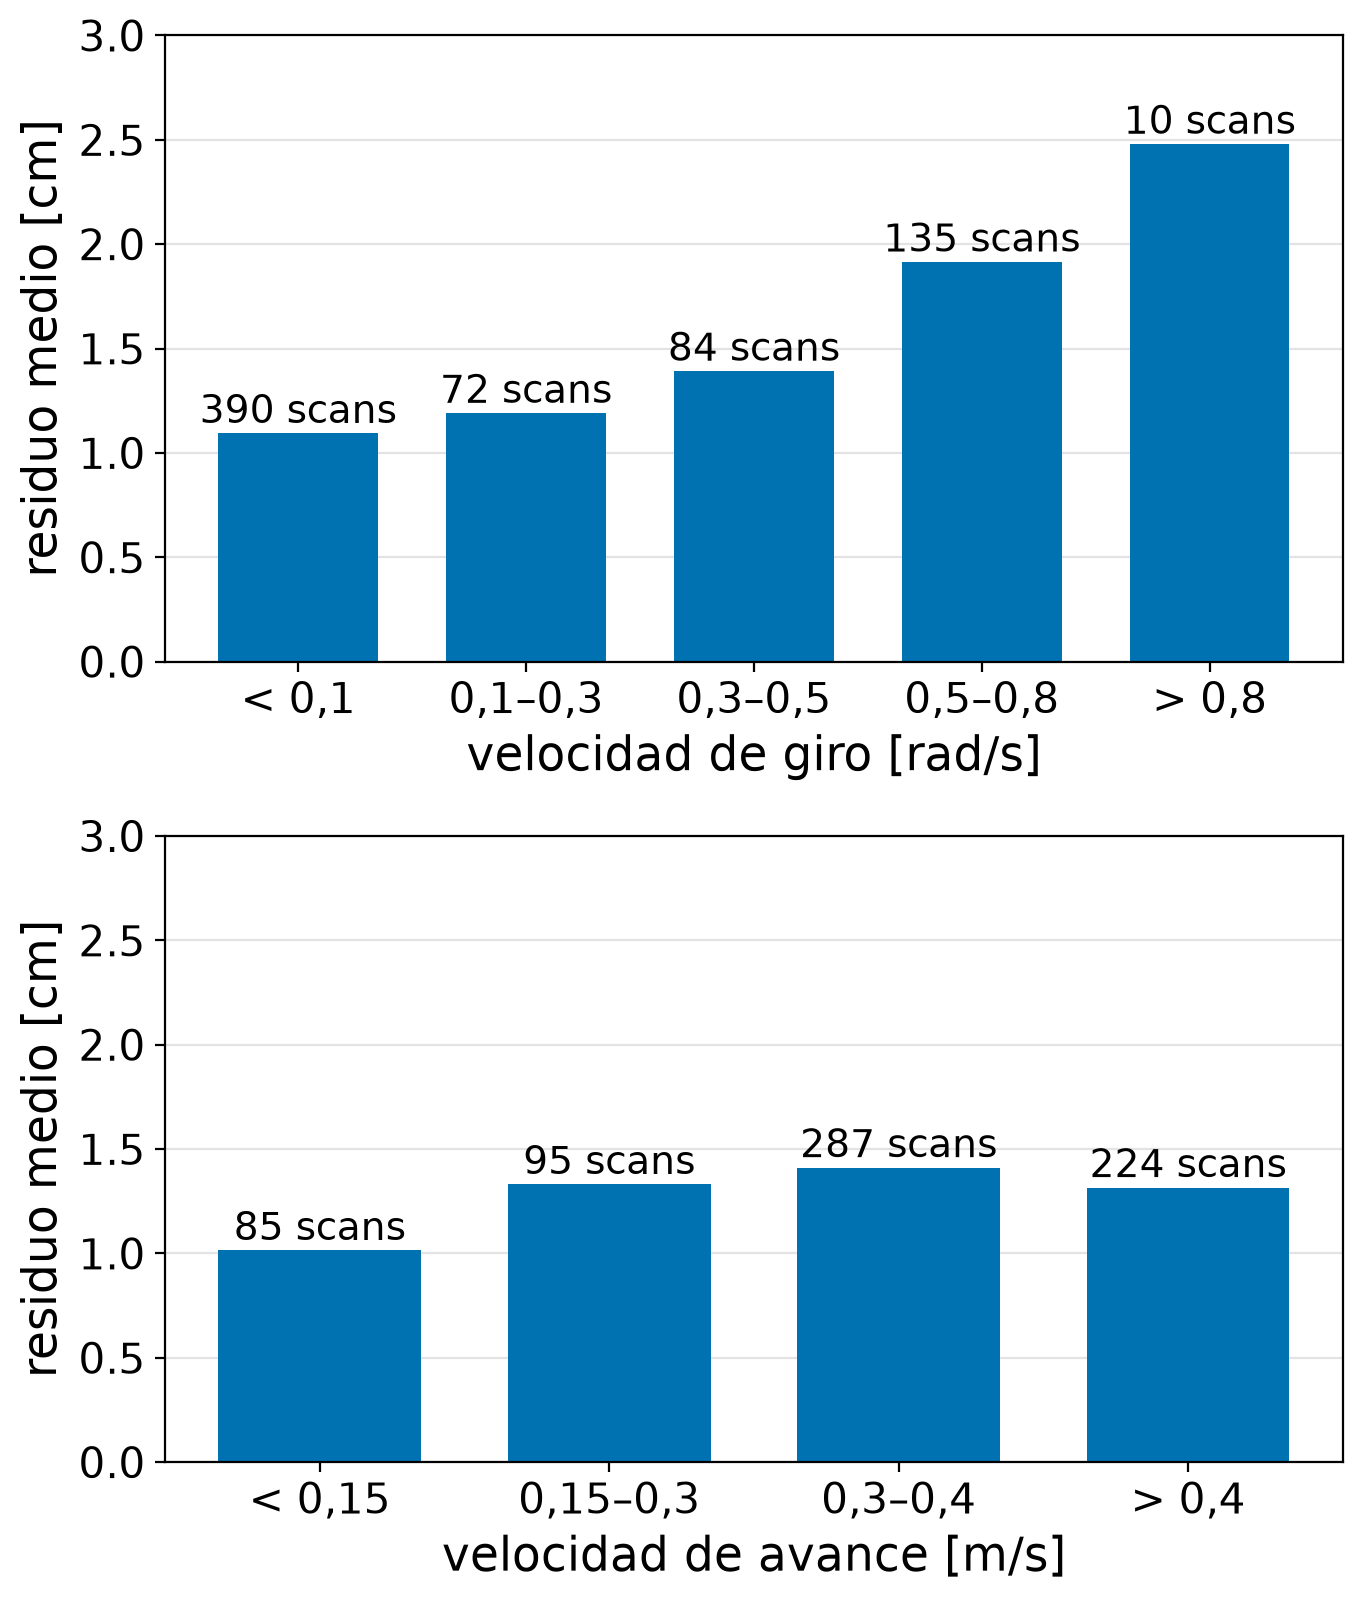 3.0
2.5
2.0
1.5
1.0
0.5
0.0
residuo medio [cm]
390 scans
72 scans
84 scans
135 scans
10 scans
< 0,1
0,1–0,3
0,3–0,5
0,5–0,8
> 0,8
velocidad de giro [rad/s]
3.0
2.5
2.0
1.5
1.0
0.5
0.0
residuo medio [cm]
85 scans
95 scans
287 scans
224 scans
< 0,15
0,15–0,3
0,3–0,4
> 0,4
velocidad de avance [m/s]